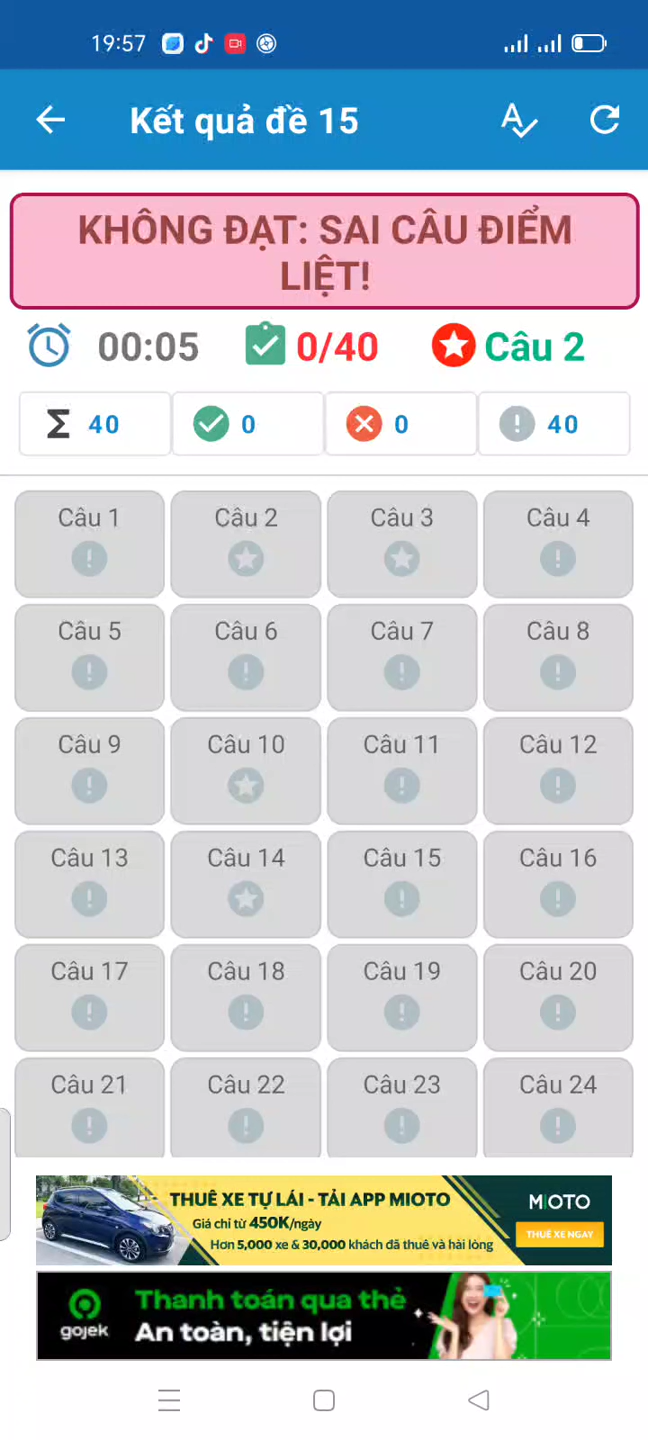 19:57
Kết quả đề 15
KHÔNG ĐẠT: SAI CÂU ĐIỂM
LIỆT!
00:05 0/40 Câu 2
Σ 40 0 0 40
Câu 1 Câu 2 Câu 3 Câu 4
Câu 5 Câu 6 Câu 7 Câu 8
Câu 9 Câu 10 Câu 11 Câu 12
Câu 13 Câu 14 Câu 15 Câu 16
Câu 17 Câu 18 Câu 19 Câu 20
Câu 21 Câu 22 Câu 23 Câu 24
THUÊ XE TỰ LÁI - TẢI APP MIOTO
Giá chỉ từ 450K/ngày
Hơn 5,000 xe & 30,000 khách đã thuê và hài lòng
MIOTO
THUÊ XE NGAY
gojek
Thanh toán qua thẻ
An toàn, tiện lợi